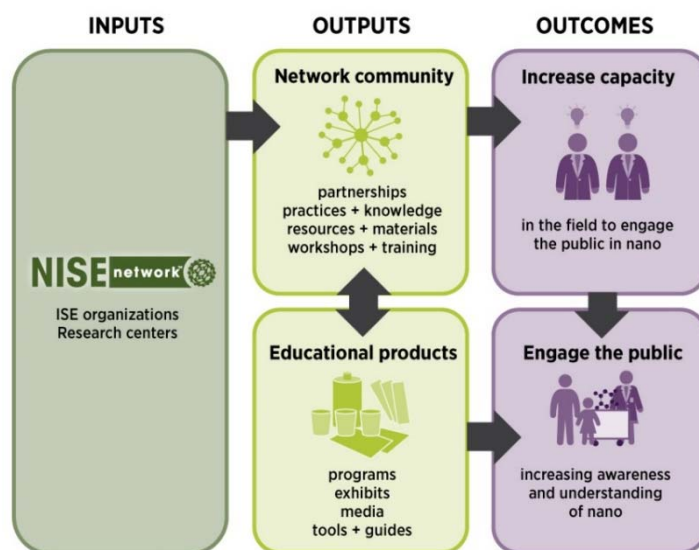 INPUTS
OUTPUTS
OUTCOMES
NISE network
ISE organizations
Research centers
Network community
partnerships
practices + knowledge
resources + materials
workshops + training
Educational products
programs
exhibits
media
tools + guides
Increase capacity
in the field to engage
the public in nano
Engage the public
increasing awareness
and understanding
of nano